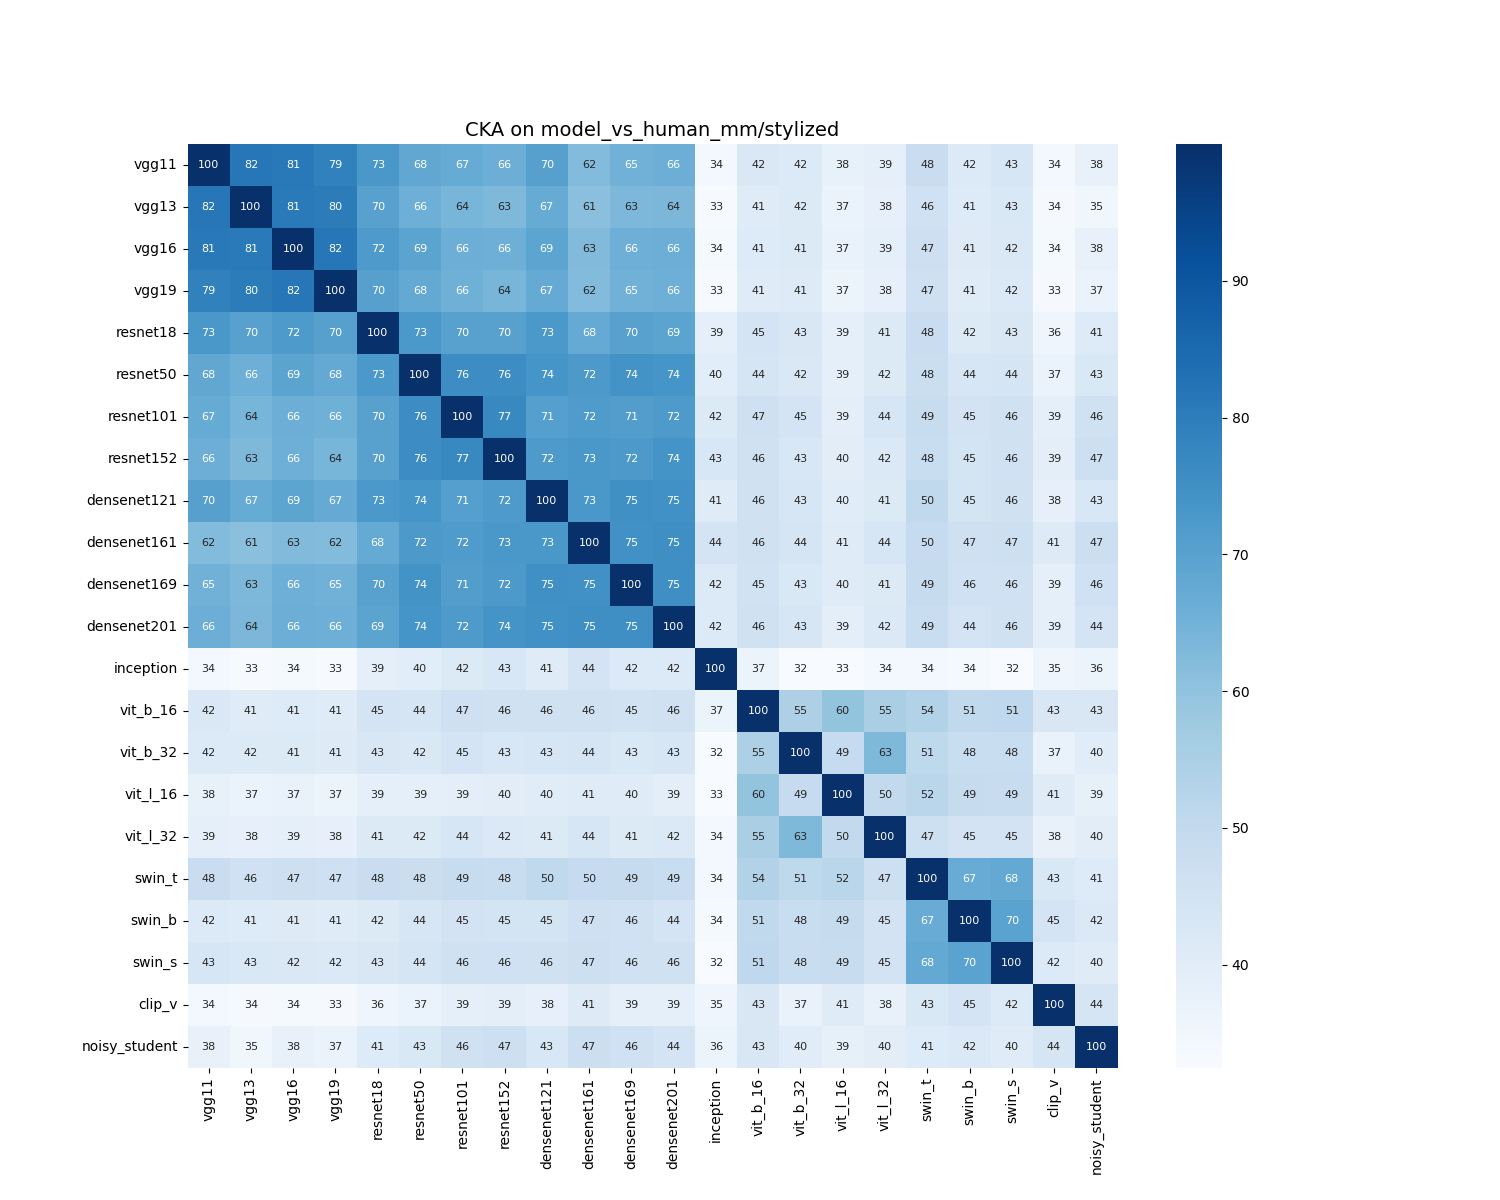 CKA on model_vs_human_mm/stylized
vgg11 100 82 81 79 73 68 67 66 70 62 65 66 34 42 42 38 39 48 42 43 34 38
vgg13 82 100 81 80 70 66 64 63 67 61 63 64 33 41 42 37 38 46 41 43 34 35
vgg16 81 81 100 82 72 69 66 66 69 63 66 66 34 41 41 37 39 47 41 42 34 38
vgg19 79 80 82 100 70 68 66 64 67 62 65 66 33 41 41 37 38 47 41 42 33 37
resnet18 73 70 72 70 100 73 70 70 73 68 70 69 39 45 43 39 41 48 42 43 36 41
resnet50 68 66 69 68 73 100 76 76 74 72 74 74 40 44 42 39 42 48 44 44 37 43
resnet101 67 64 66 66 70 76 100 77 71 72 71 72 42 47 45 39 44 49 45 46 39 46
resnet152 66 63 66 64 70 76 77 100 72 73 72 74 43 46 43 40 42 48 45 46 39 47
densenet121 70 67 69 67 73 74 71 72 100 73 75 75 41 46 43 40 41 50 45 46 38 43
densenet161 62 61 63 62 68 72 72 73 73 100 75 75 44 46 44 41 44 50 47 47 41 47
densenet169 65 63 66 65 70 74 71 72 75 75 100 75 42 45 43 40 41 49 46 46 39 46
densenet201 66 64 66 66 69 74 72 74 75 75 75 100 42 46 43 39 42 49 44 46 39 44
inception 34 33 34 33 39 40 42 43 41 44 42 42 100 37 32 33 34 34 34 32 35 36
vit_b_16 42 41 41 41 45 44 47 46 46 46 45 46 37 100 55 60 55 54 51 51 43 43
vit_b_32 42 42 41 41 43 42 45 43 43 44 43 43 32 55 100 49 63 51 48 48 37 40
vit_l_16 38 37 37 37 39 39 39 40 40 41 40 39 33 60 49 100 50 52 49 49 41 39
vit_l_32 39 38 39 38 41 42 44 42 41 44 41 42 34 55 63 50 100 47 45 45 38 40
swin_t 48 46 47 47 48 48 49 48 50 50 49 49 34 54 51 52 47 100 67 68 43 41
swin_b 42 41 41 41 42 44 45 45 45 47 46 44 34 51 48 49 45 67 100 70 45 42
swin_s 43 43 42 42 43 44 46 46 46 47 46 46 32 51 48 49 45 68 70 100 42 40
clip_v 34 34 34 33 36 37 39 39 38 41 39 39 35 43 37 41 38 43 45 42 100 44
noisy_student 38 35 38 37 41 43 46 47 43 47 46 44 36 43 40 39 40 41 42 40 44 100
vgg11 vgg13 vgg16 vgg19 resnet18 resnet50 resnet101 resnet152 densenet121 densenet161 densenet169 densenet201 inception vit_b_16 vit_b_32 vit_l_16 vit_l_32 swin_t swin_b swin_s clip_v noisy_student
90
80
70
60
50
40